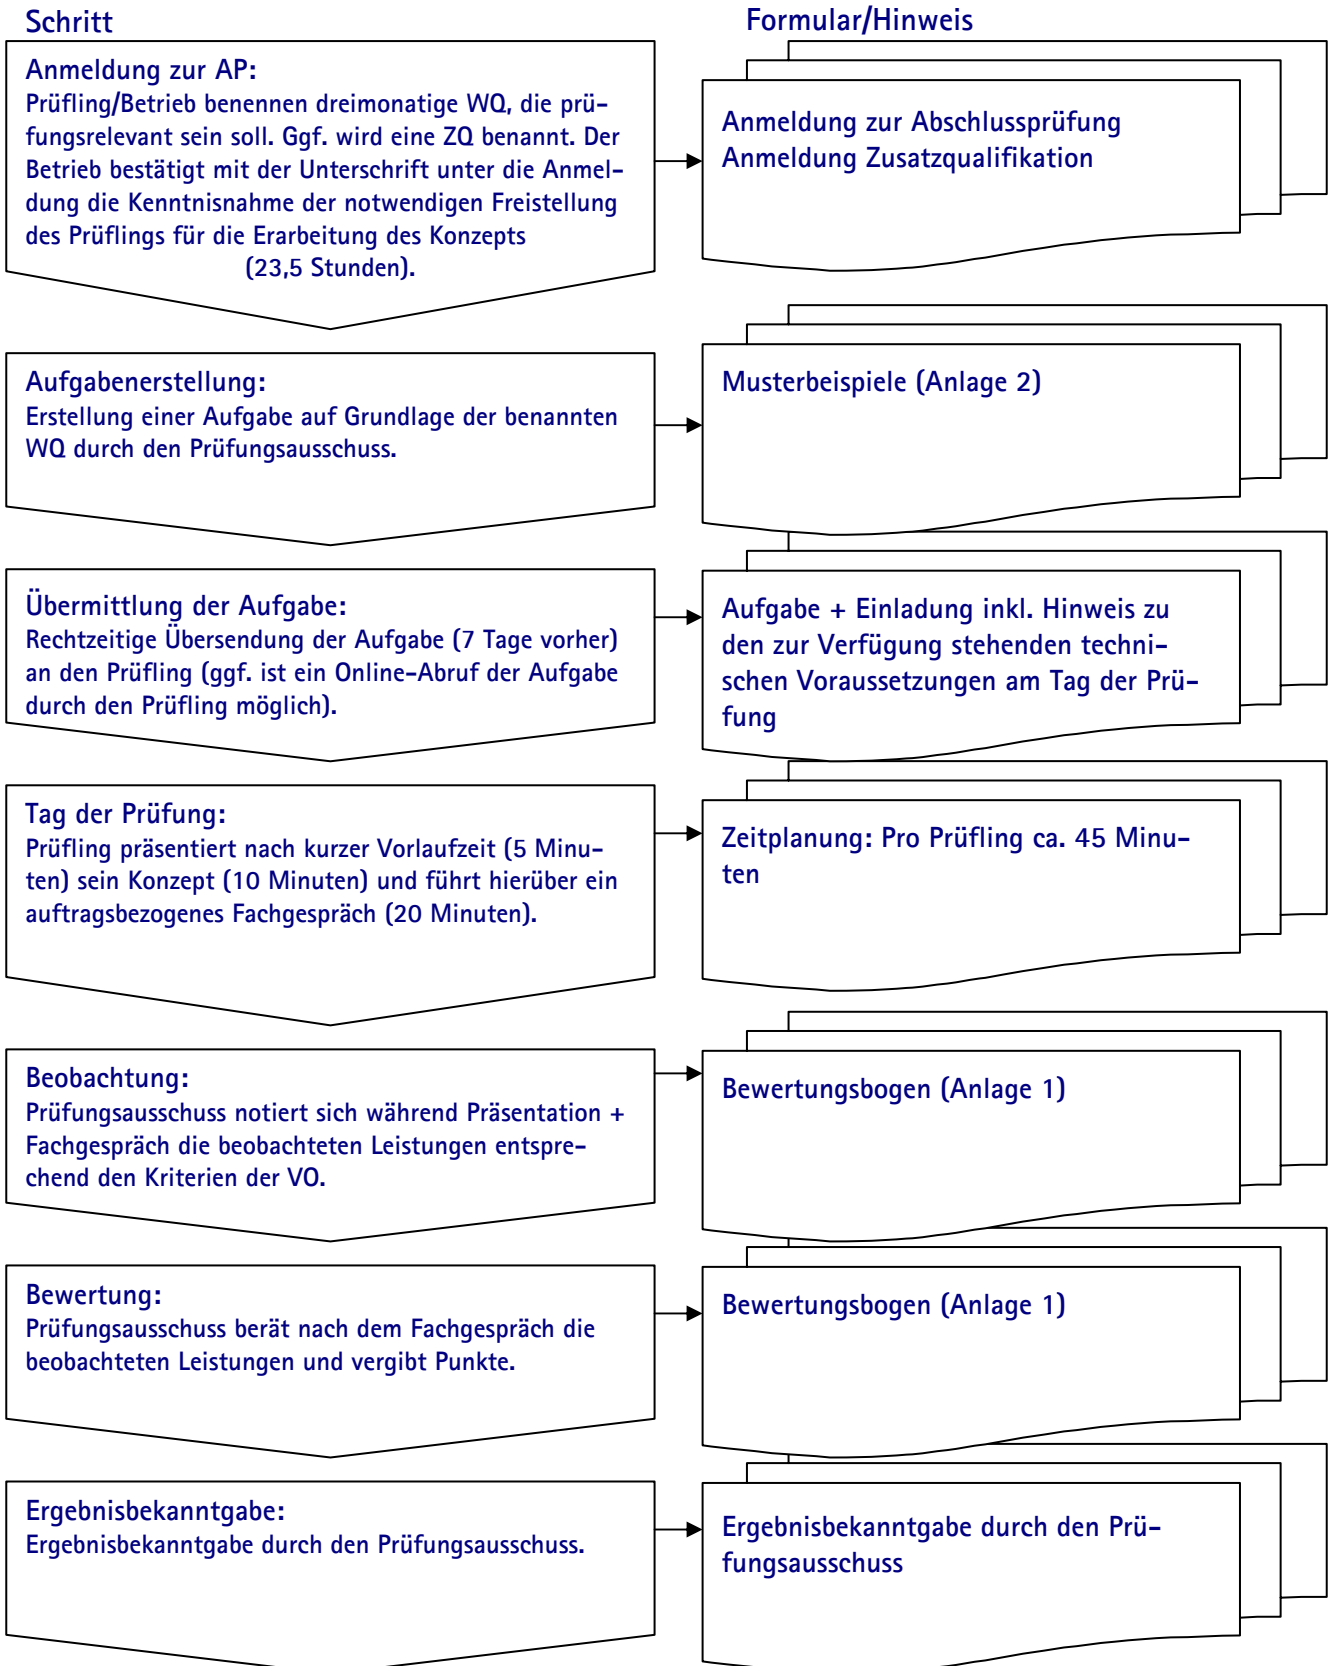 Schritt
Formular/Hinweis
Anmeldung zur AP:
Prüfling/Betrieb benennen dreimonatige WQ, die prü-
fungsrelevant sein soll. Ggf. wird eine ZQ benannt. Der
Betrieb bestätigt mit der Unterschrift unter die Anmel-
dung die Kenntnisnahme der notwendigen Freistellung
des Prüflings für die Erarbeitung des Konzepts
(23,5 Stunden).
Anmeldung zur Abschlussprüfung
Anmeldung Zusatzqualifikation
Aufgabenerstellung:
Erstellung einer Aufgabe auf Grundlage der benannten
WQ durch den Prüfungsausschuss.
Musterbeispiele (Anlage 2)
Übermittlung der Aufgabe:
Rechtzeitige Übersendung der Aufgabe (7 Tage vorher)
an den Prüfling (ggf. ist ein Online-Abruf der Aufgabe
durch den Prüfling möglich).
Aufgabe + Einladung inkl. Hinweis zu
den zur Verfügung stehenden techni-
schen Voraussetzungen am Tag der Prü-
fung
Tag der Prüfung:
Prüfling präsentiert nach kurzer Vorlaufzeit (5 Minu-
ten) sein Konzept (10 Minuten) und führt hierüber ein
auftragsbezogenes Fachgespräch (20 Minuten).
Zeitplanung: Pro Prüfling ca. 45 Minu-
ten
Beobachtung:
Prüfungsausschuss notiert sich während Präsentation +
Fachgespräch die beobachteten Leistungen entspre-
chend den Kriterien der VO.
Bewertungsbogen (Anlage 1)
Bewertung:
Prüfungsausschuss berät nach dem Fachgespräch die
beobachteten Leistungen und vergibt Punkte.
Bewertungsbogen (Anlage 1)
Ergebnisbekanntgabe:
Ergebnisbekanntgabe durch den Prüfungsausschuss.
Ergebnisbekanntgabe durch den Prü-
fungsausschuss